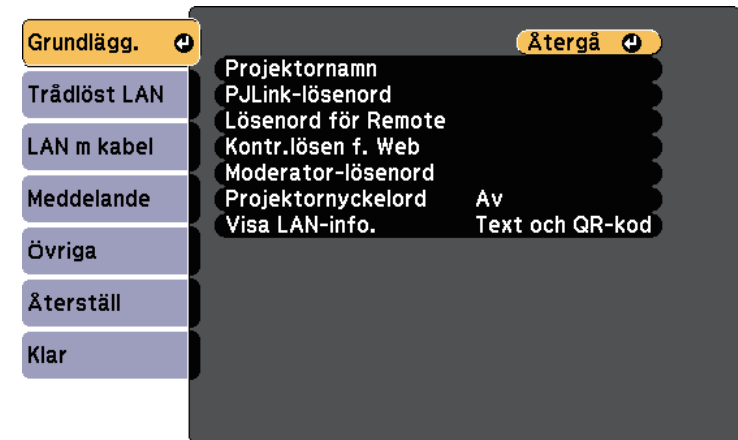 Grundlägg.
Trådlöst LAN
LAN m kabel
Meddelande
Övriga
Återställ
Klar
Återgå
Projektornamn
PJLink-lösenord
Lösenord för Remote
Kontr.lösen f. Web
Moderator-lösenord
Projektornyckelord Av
Visa LAN-info. Text och QR-kod